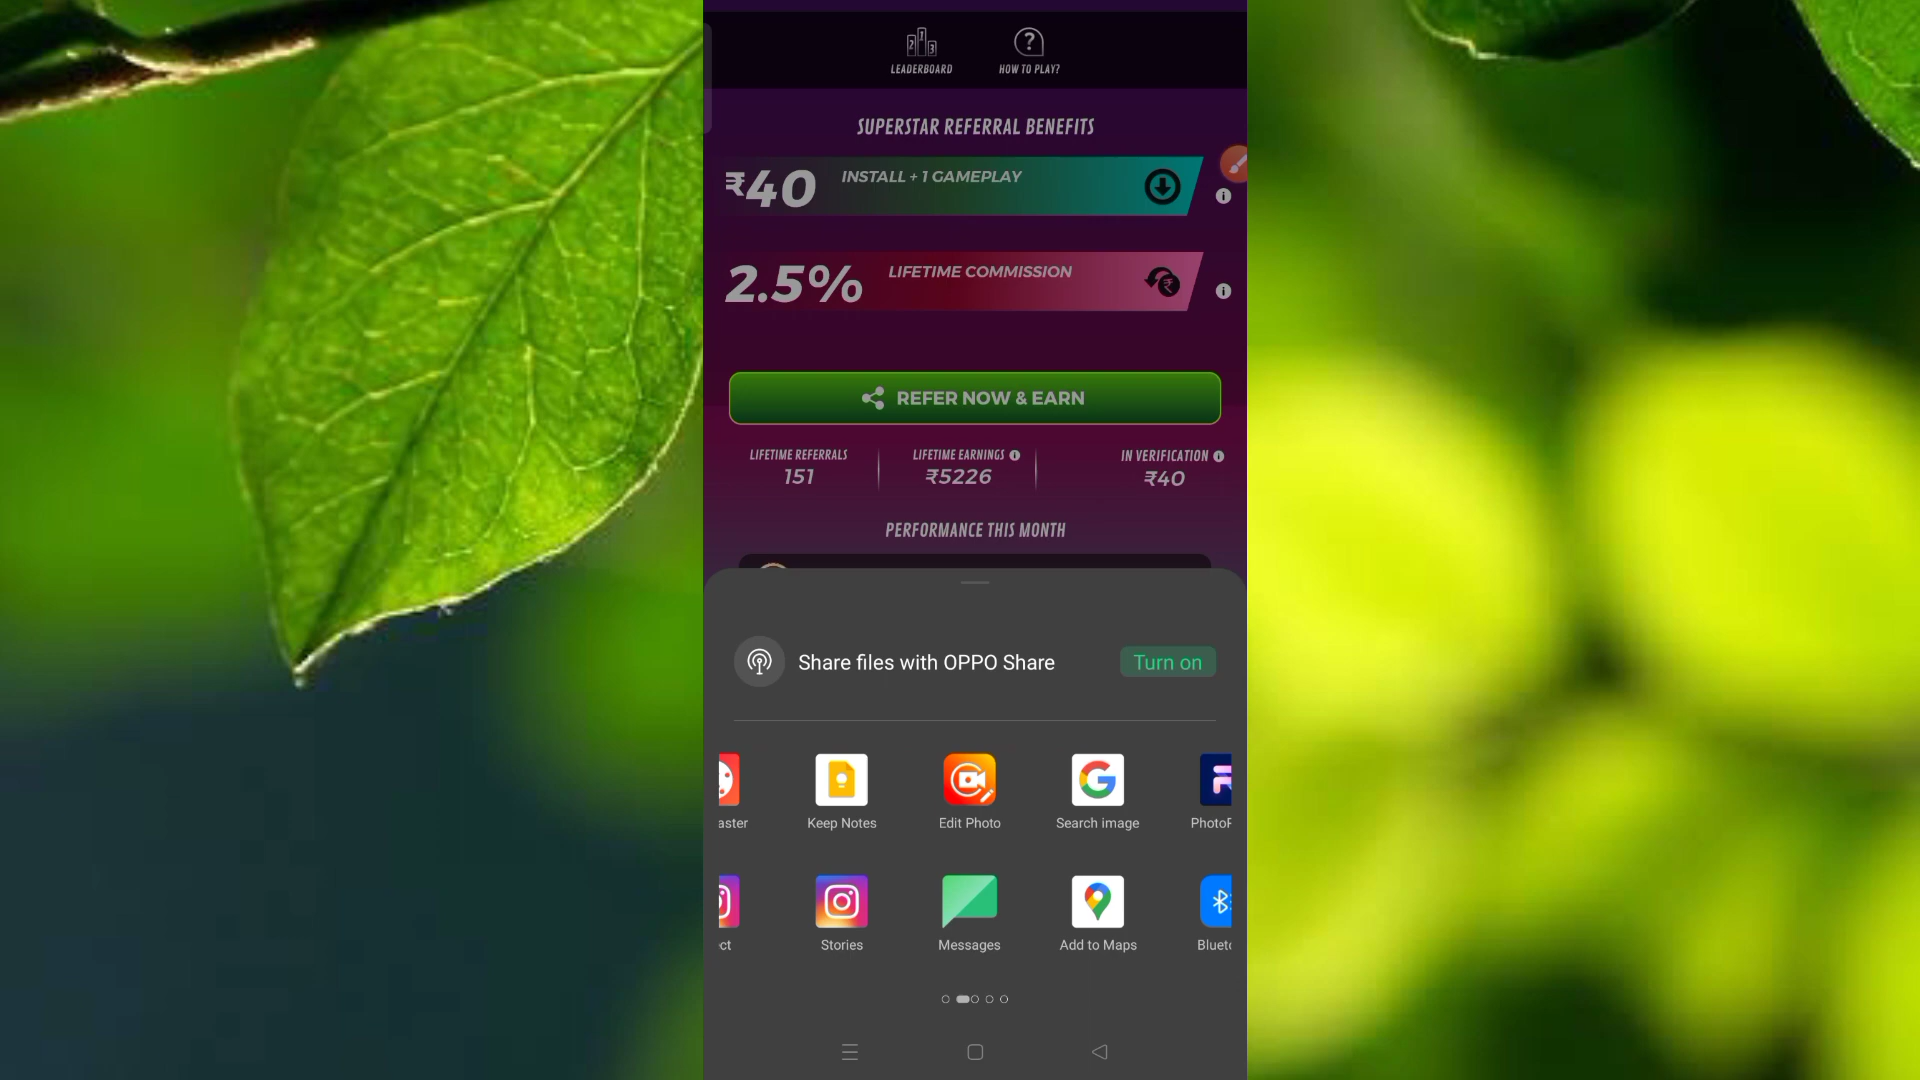 LEADERBOARD
HOW TO PLAY?
SUPERSTAR REFERRAL BENEFITS
₹40 INSTALL + 1 GAMEPLAY
2.5% LIFETIME COMMISSION
REFER NOW & EARN
LIFETIME REFERRALS
151
LIFETIME EARNINGS
₹5226
IN VERIFICATION
₹40
PERFORMANCE THIS MONTH
Share files with OPPO Share
Turn on
aster
Keep Notes
Edit Photo
Search image
PhotoF
ct
Stories
Messages
Add to Maps
Blueto